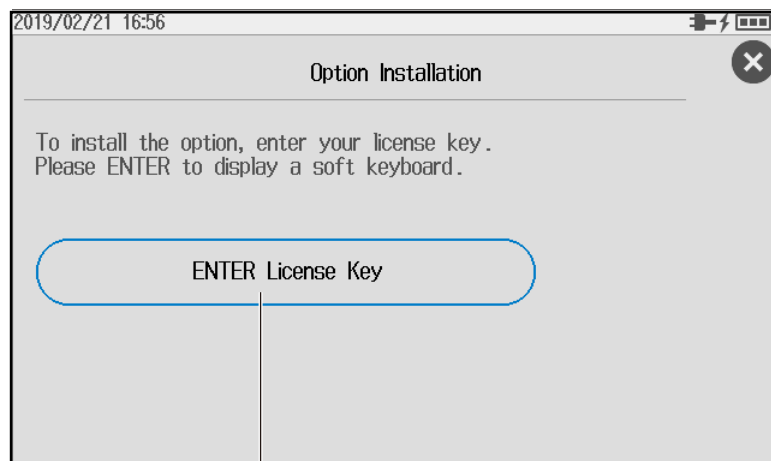 2019/02/21 16:56
Option Installation
To install the option, enter your license key.
Please ENTER to display a soft keyboard.
ENTER License Key